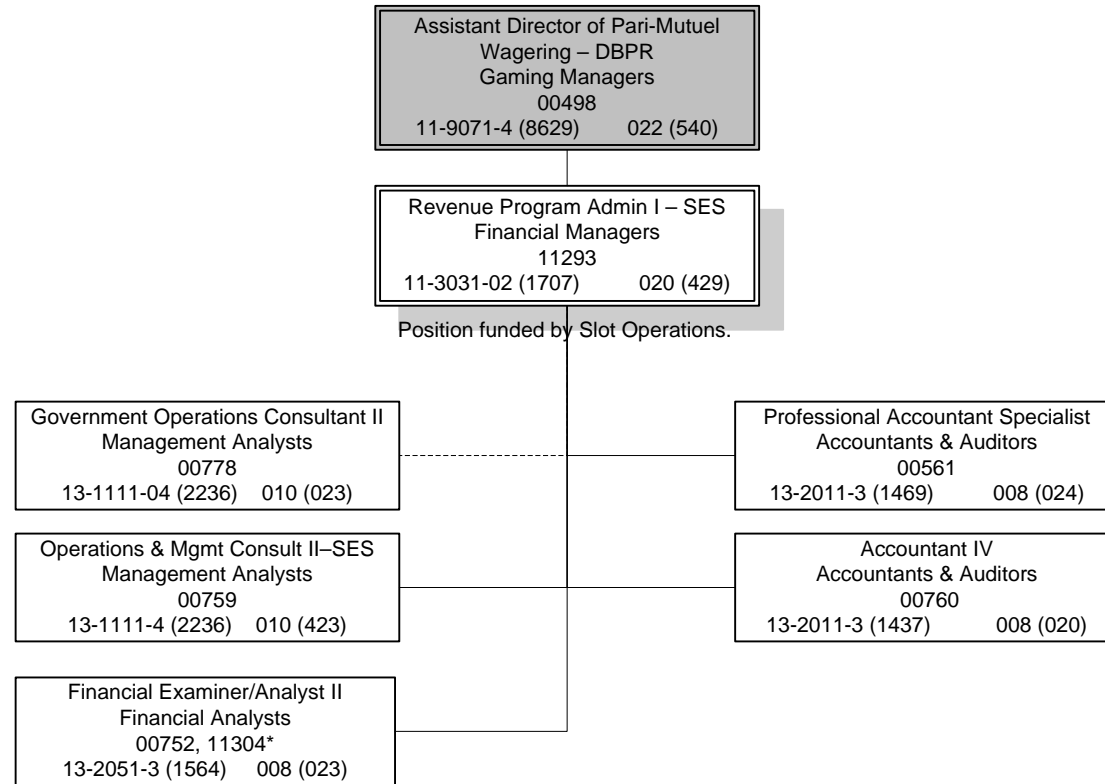 Assistant Director of Pari-Mutuel
Wagering – DBPR
Gaming Managers
00498
11-9071-4 (8629) 022 (540)
Revenue Program Admin I – SES
Financial Managers
11293
11-3031-02 (1707) 020 (429)
Position funded by Slot Operations.
Government Operations Consultant II
Management Analysts
00778
13-1111-04 (2236) 010 (023)
Professional Accountant Specialist
Accountants & Auditors
00561
13-2011-3 (1469) 008 (024)
Operations & Mgmt Consult II–SES
Management Analysts
00759
13-1111-4 (2236) 010 (423)
Accountant IV
Accountants & Auditors
00760
13-2011-3 (1437) 008 (020)
Financial Examiner/Analyst II
Financial Analysts
00752, 11304*
13-2051-3 (1564) 008 (023)